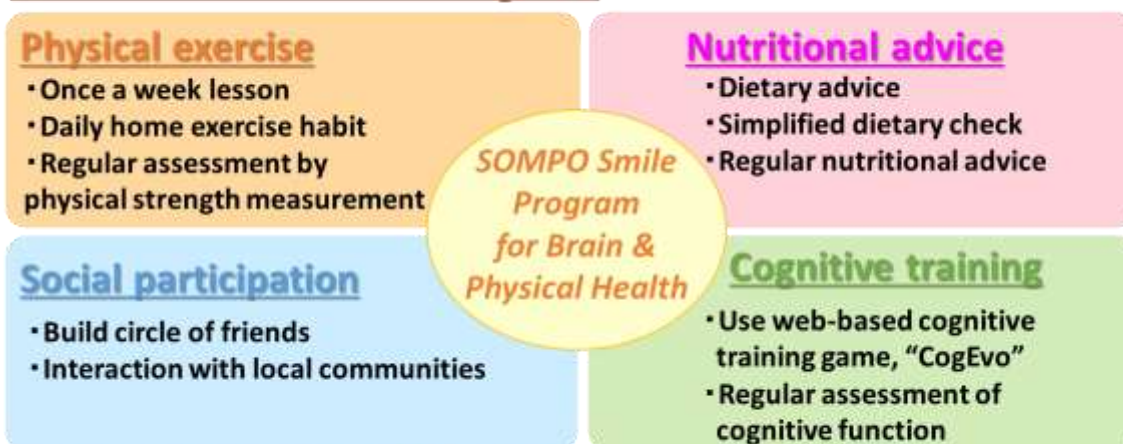 Physical exercise
・Once a week lesson
・Daily home exercise habit
・Regular assessment by
physical strength measurement
Nutritional advice
・Dietary advice
・Simplified dietary check
・Regular nutritional advice
SOMPO Smile
Program
for Brain &
Physical Health
Social participation
・Build circle of friends
・Interaction with local communities
Cognitive training
・Use web-based cognitive
training game, “CogEvo”
・Regular assessment of
cognitive function